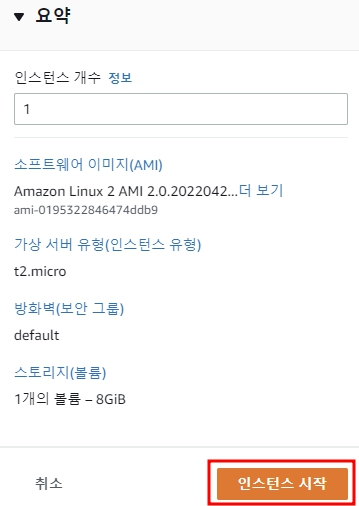 ▼ 요약
인스턴스 개수 정보
1
소프트웨어 이미지(AMI)
Amazon Linux 2 AMI 2.0.2022042...더 보기
ami-0195322846474ddb9
가상 서버 유형(인스턴스 유형)
t2.micro
방화벽(보안 그룹)
default
스토리지(볼륨)
1개의 볼륨 – 8GiB
취소 인스턴스 시작